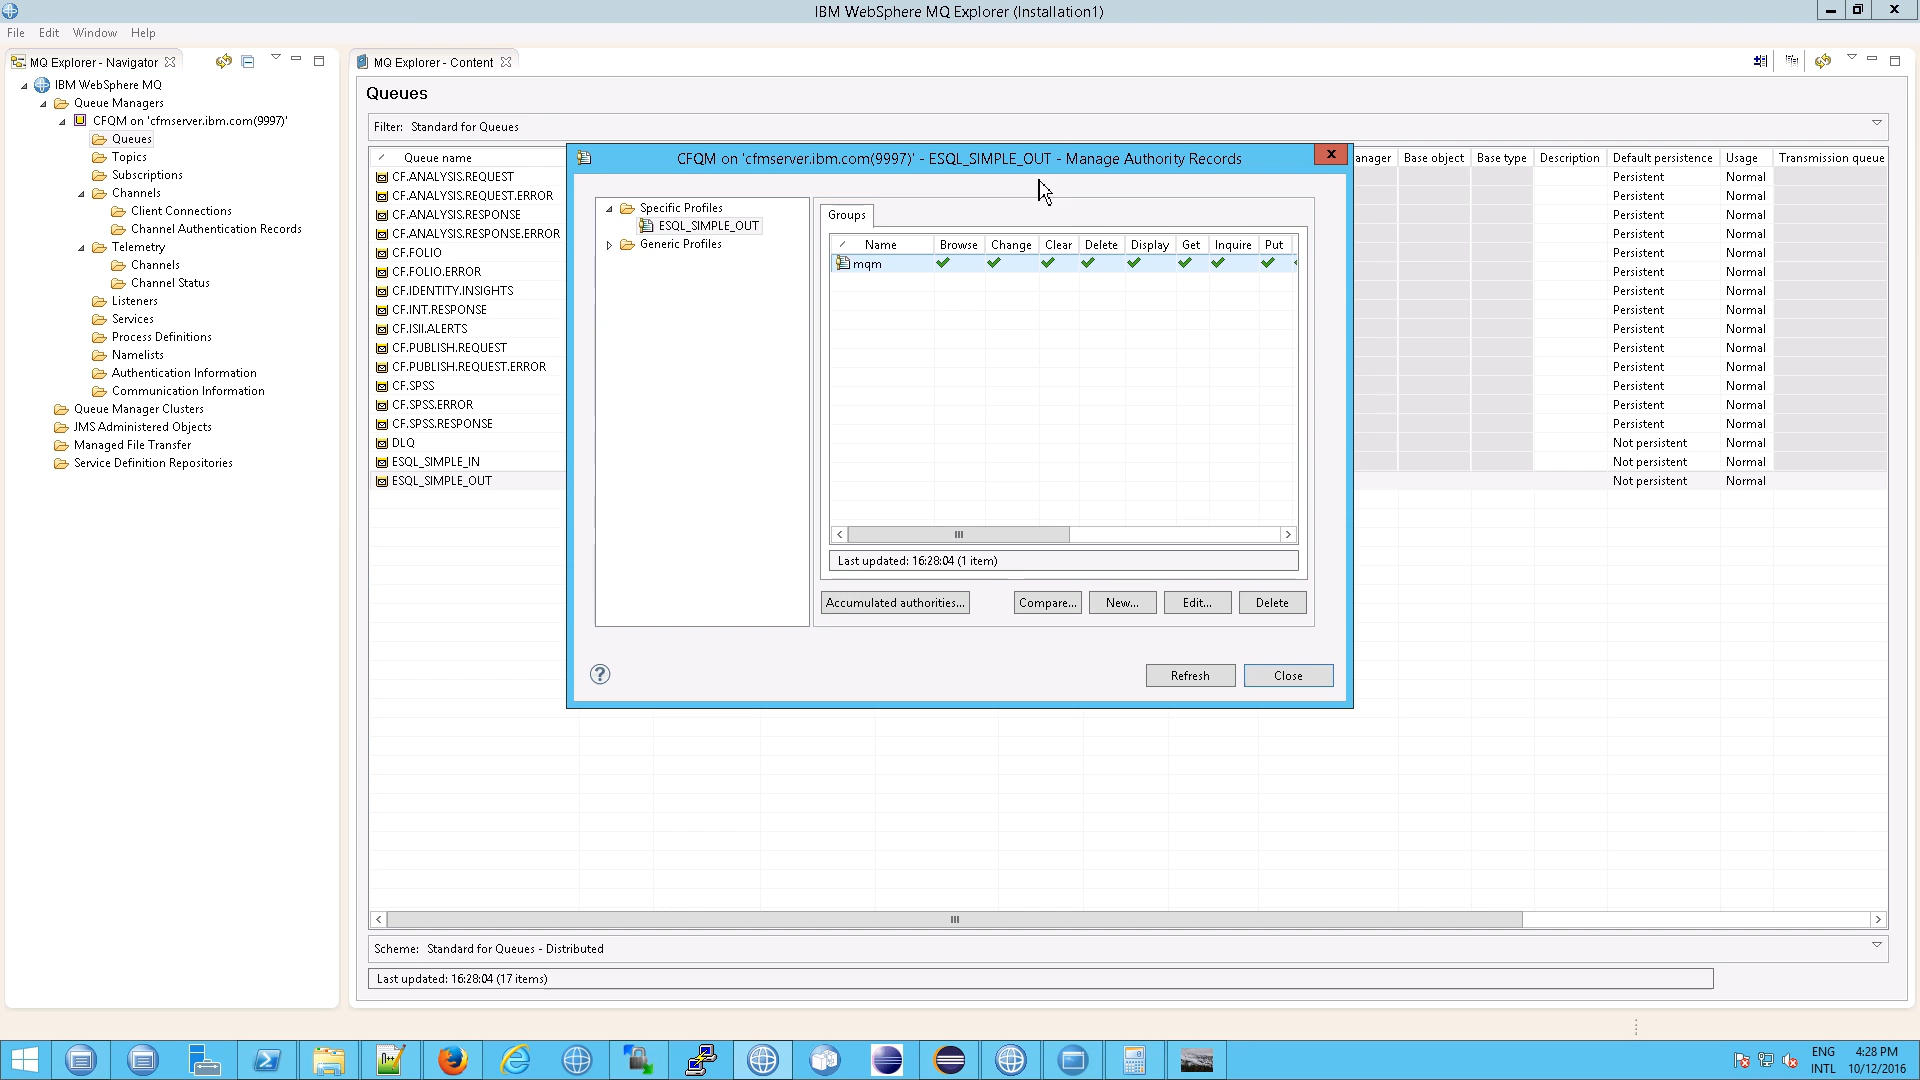 IBM WebSphere MQ Explorer (Installation1)
File Edit Window Help
MQ Explorer - Navigator
IBM WebSphere MQ
Queue Managers
CFQM on 'cfmserver.ibm.com(9997)'
Queues
Topics
Subscriptions
Channels
Client Connections
Channel Authentication Records
Telemetry
Channels
Channel Status
Listeners
Services
Process Definitions
Namelists
Authentication Information
Communication Information
Queue Manager Clusters
JMS Administered Objects
Managed File Transfer
Service Definition Repositories
MQ Explorer - Content
Queues
Filter: Standard for Queues
Queue name anager Base object Base type Description Default persistence Usage Transmission queue
CF.ANALYSIS.REQUEST Persistent Normal
CF.ANALYSIS.REQUEST.ERROR Persistent Normal
CF.ANALYSIS.RESPONSE Persistent Normal
CF.ANALYSIS.RESPONSE.ERROR Persistent Normal
CF.FOLIO Persistent Normal
CF.FOLIO.ERROR Persistent Normal
CF.IDENTITY.INSIGHTS Persistent Normal
CF.INT.RESPONSE Persistent Normal
CF.ISII.ALERTS Persistent Normal
CF.PUBLISH.REQUEST Persistent Normal
CF.PUBLISH.REQUEST.ERROR Persistent Normal
CF.SPSS Persistent Normal
CF.SPSS.ERROR Persistent Normal
CF.SPSS.RESPONSE Persistent Normal
DLQ Not persistent Normal
ESQL_SIMPLE_IN Not persistent Normal
ESQL_SIMPLE_OUT Not persistent Normal
CFQM on 'cfmserver.ibm.com(9997)' - ESQL_SIMPLE_OUT - Manage Authority Records
Specific Profiles
ESQL_SIMPLE_OUT
Generic Profiles
Groups
Name Browse Change Clear Delete Display Get Inquire Put
mqm
Last updated: 16:28:04 (1 item)
Accumulated authorities... Compare... New... Edit... Delete
Refresh Close
Scheme: Standard for Queues - Distributed
Last updated: 16:28:04 (17 items)
ENG 4:28 PM
INTL 10/12/2016